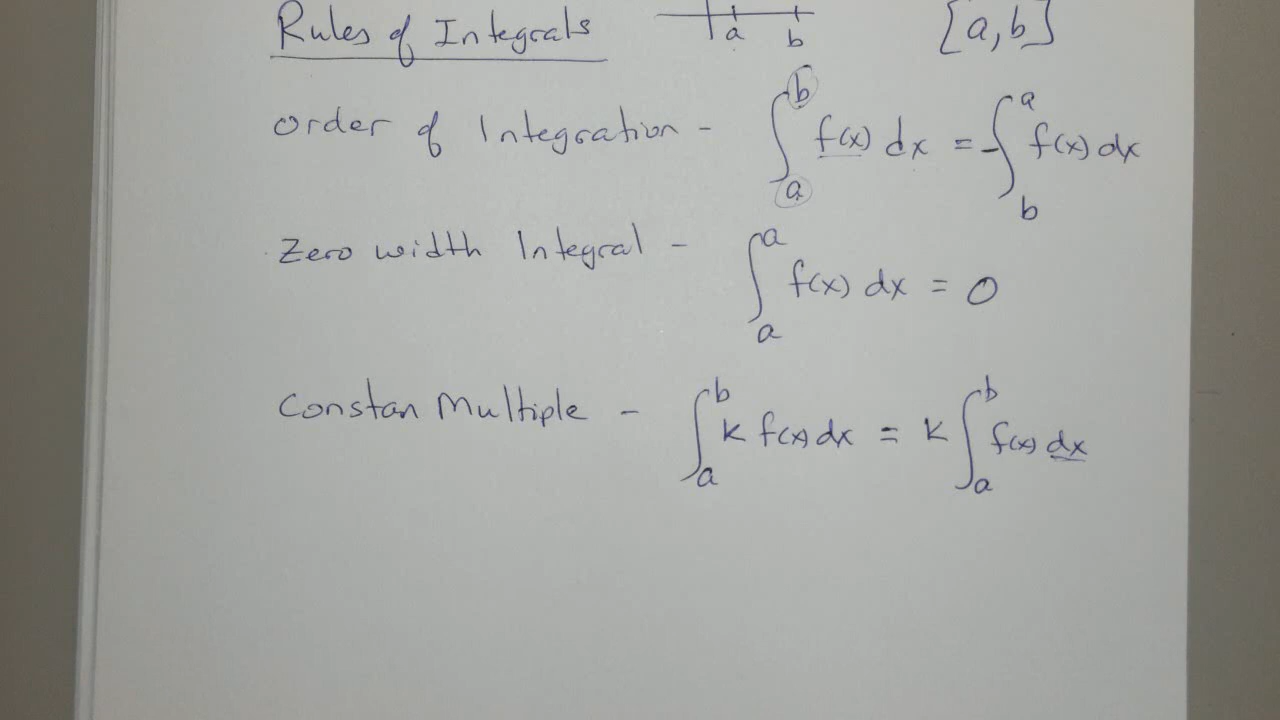 Rules of Integrals a b [a,b]
Order of Integration - ∫_a^b f(x) dx = -∫_b^a f(x) dx
Zero width Integral - ∫_a^a f(x) dx = 0
Constan Multiple - ∫_a^b k f(x) dx = k ∫_a^b f(x) dx